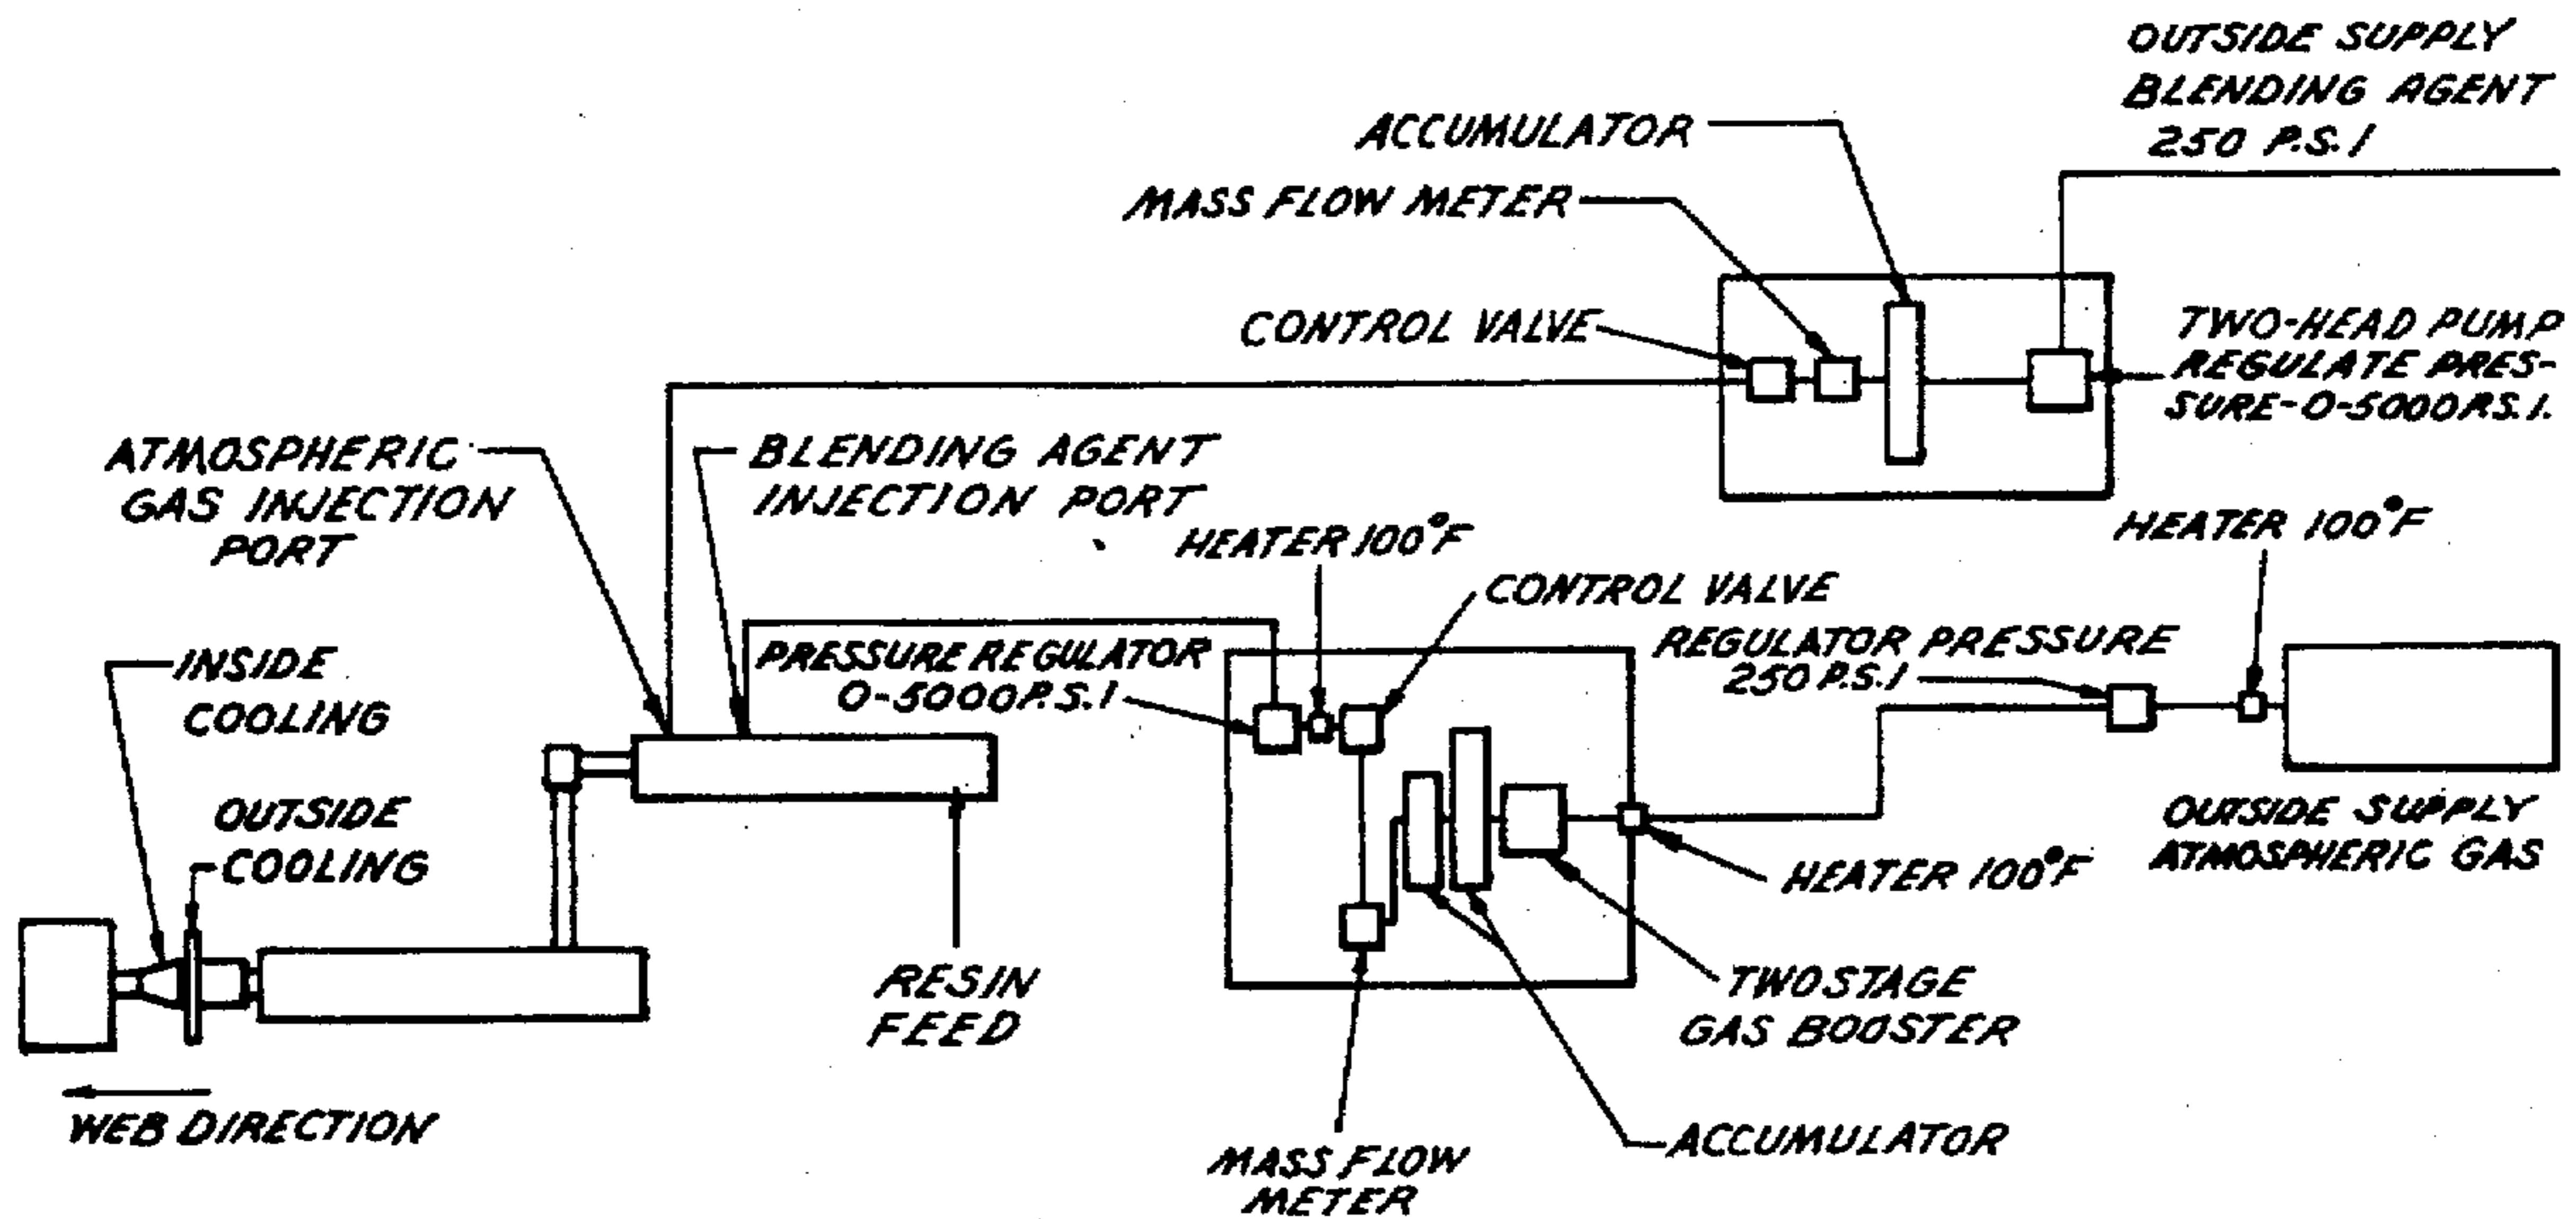 OUTSIDE SUPPLY
BLENDING AGENT
250 P.S.I
ACCUMULATOR
MASS FLOW METER
CONTROL VALVE
TWO-HEAD PUMP
REGULATE PRES-
SURE-0-5000P.S.I.
ATMOSPHERIC
GAS INJECTION
PORT
BLENDING AGENT
INJECTION PORT
HEATER 100°F
HEATER 100°F
CONTROL VALVE
INSIDE
COOLING
PRESSURE REGULATOR
0-5000P.S.I
REGULATOR PRESSURE
250 P.S.I
OUTSIDE
COOLING
OUTSIDE SUPPLY
ATMOSPHERIC GAS
HEATER 100°F
RESIN
FEED
TWO STAGE
GAS BOOSTER
WEB DIRECTION
MASS FLOW
METER
ACCUMULATOR